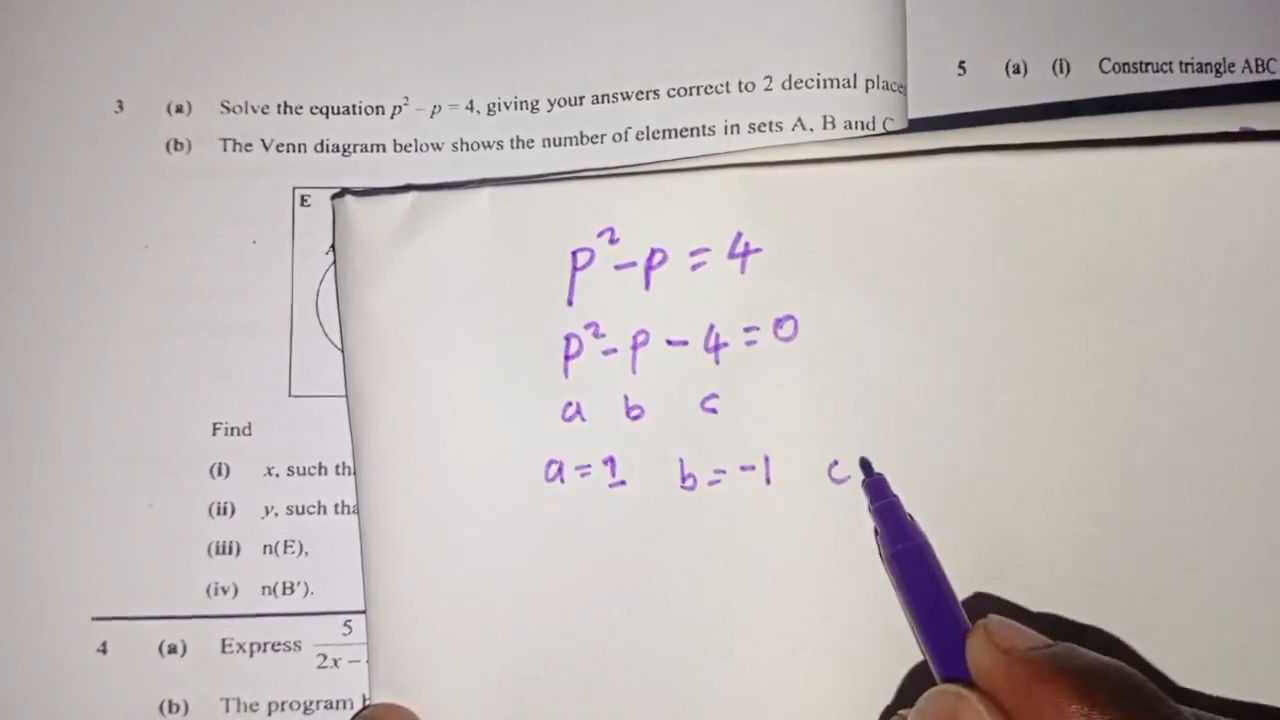 5 (a) (i) Construct triangle ABC
3 (a) Solve the equation p² – p = 4, giving your answers correct to 2 decimal place
(b) The Venn diagram below shows the number of elements in sets A, B and C
E
A
p² - p = 4
p² - p - 4 = 0
a b c
a = 1 b = -1 c
Find
(i) x, such th
(ii) y, such tha
(iii) n(E),
(iv) n(B′).
4 (a) Express 5
2x –
(b) The program